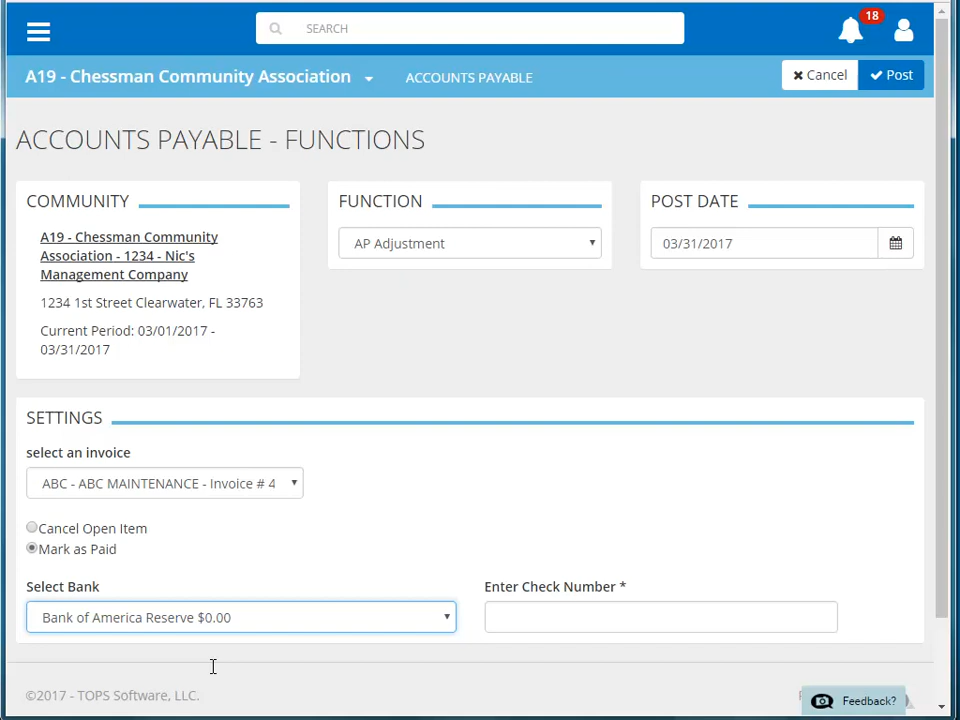 SEARCH
18
A19 - Chessman Community Association
ACCOUNTS PAYABLE
Cancel
Post
ACCOUNTS PAYABLE - FUNCTIONS
COMMUNITY
A19 - Chessman Community
Association - 1234 - Nic's
Management Company
1234 1st Street Clearwater, FL 33763
Current Period: 03/01/2017 -
03/31/2017
FUNCTION
AP Adjustment
POST DATE
03/31/2017
SETTINGS
select an invoice
ABC - ABC MAINTENANCE - Invoice # 4
Cancel Open Item
Mark as Paid
Select Bank
Bank of America Reserve $0.00
Enter Check Number *
©2017 - TOPS Software, LLC.
Feedback?